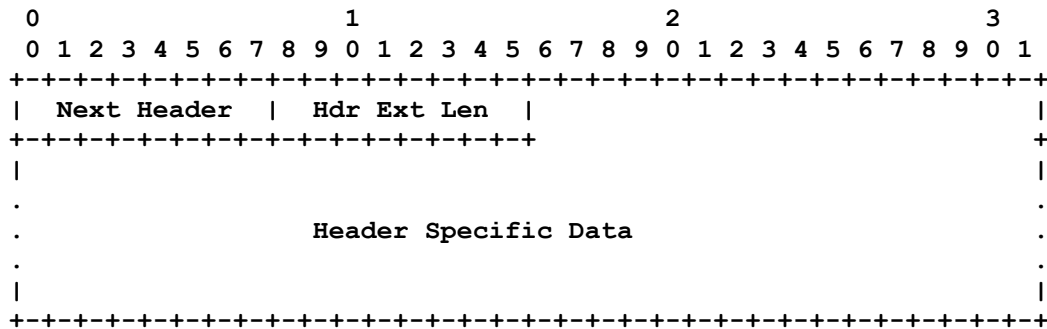 0                   1                   2                   3
 0 1 2 3 4 5 6 7 8 9 0 1 2 3 4 5 6 7 8 9 0 1 2 3 4 5 6 7 8 9 0 1
+-+-+-+-+-+-+-+-+-+-+-+-+-+-+-+-+-+-+-+-+-+-+-+-+-+-+-+-+-+-+-+-+
|  Next Header  |  Hdr Ext Len  |                               |
+-+-+-+-+-+-+-+-+-+-+-+-+-+-+-+-+                               +
|                                                               |
.                                                               .
.                  Header Specific Data                         .
.                                                               .
|                                                               |
+-+-+-+-+-+-+-+-+-+-+-+-+-+-+-+-+-+-+-+-+-+-+-+-+-+-+-+-+-+-+-+-+